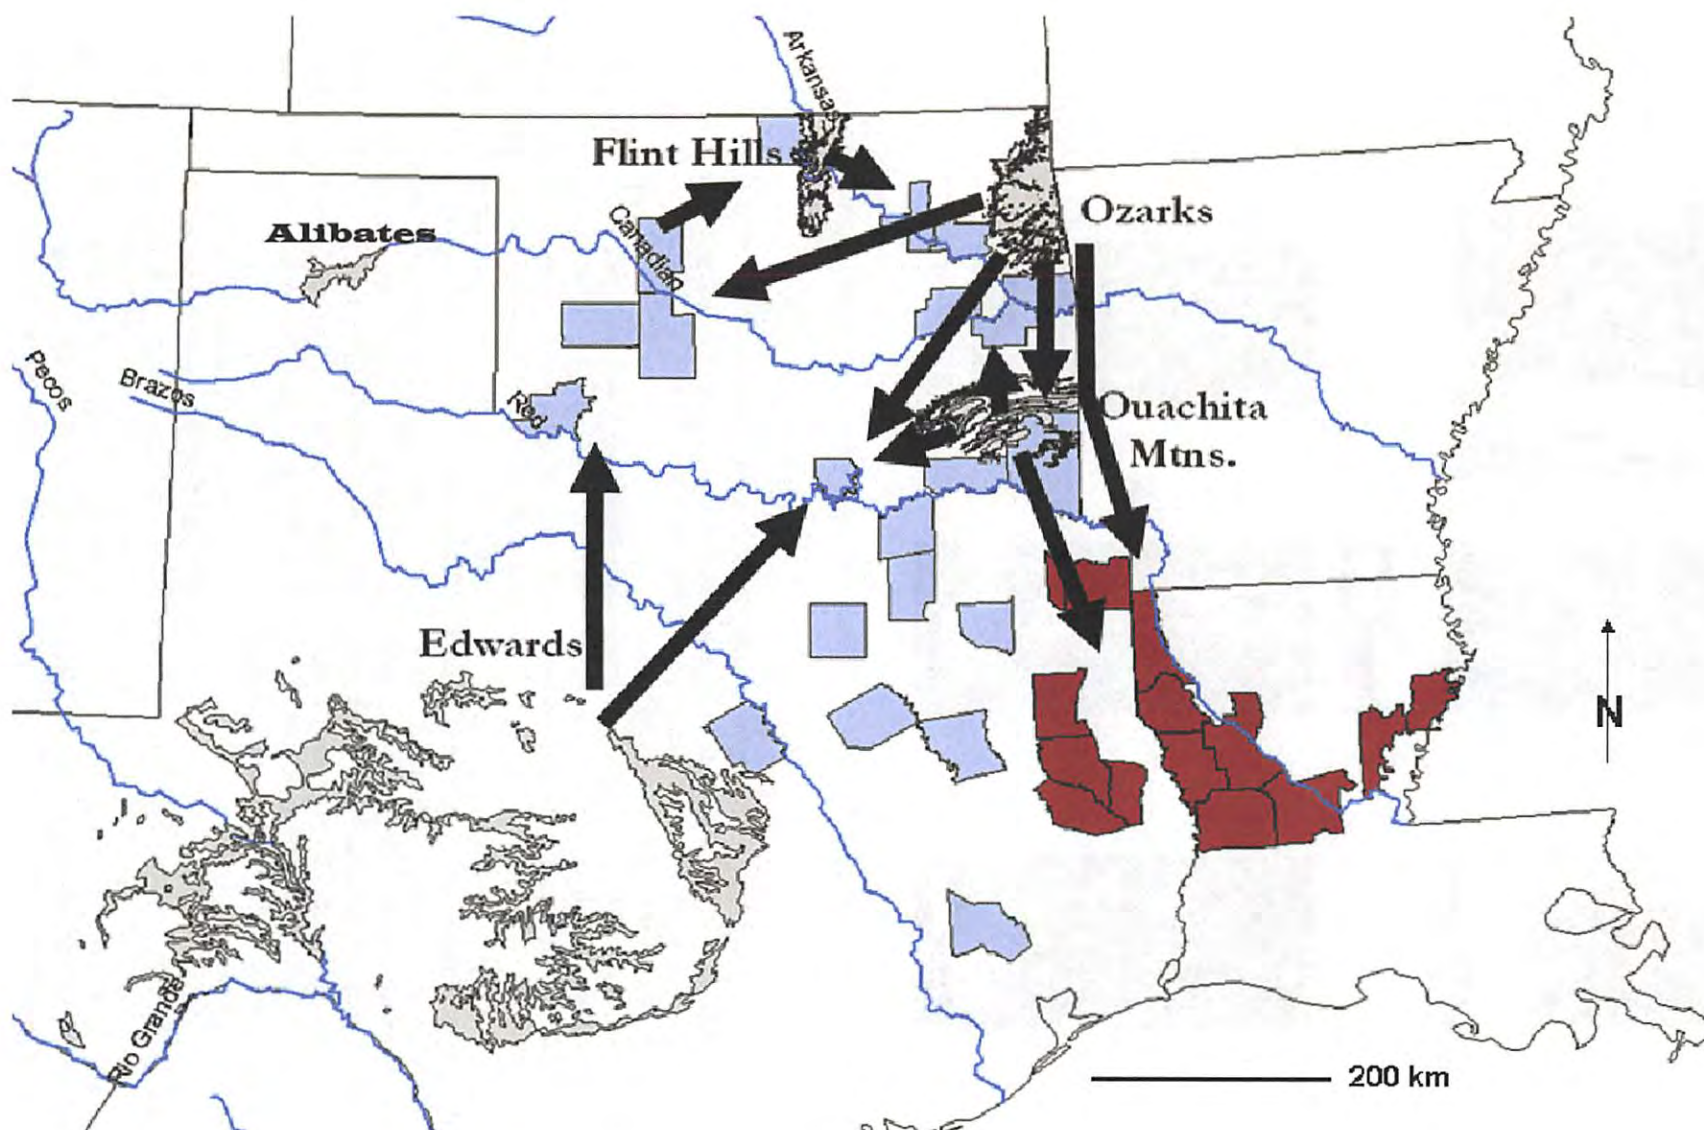 Arkansas
Flint Hills
Ozarks
Canadian
Alibates
Pecos
Brazos
Red
Ouachita
Mtns.
Edwards
N
Rio Grande
200 km